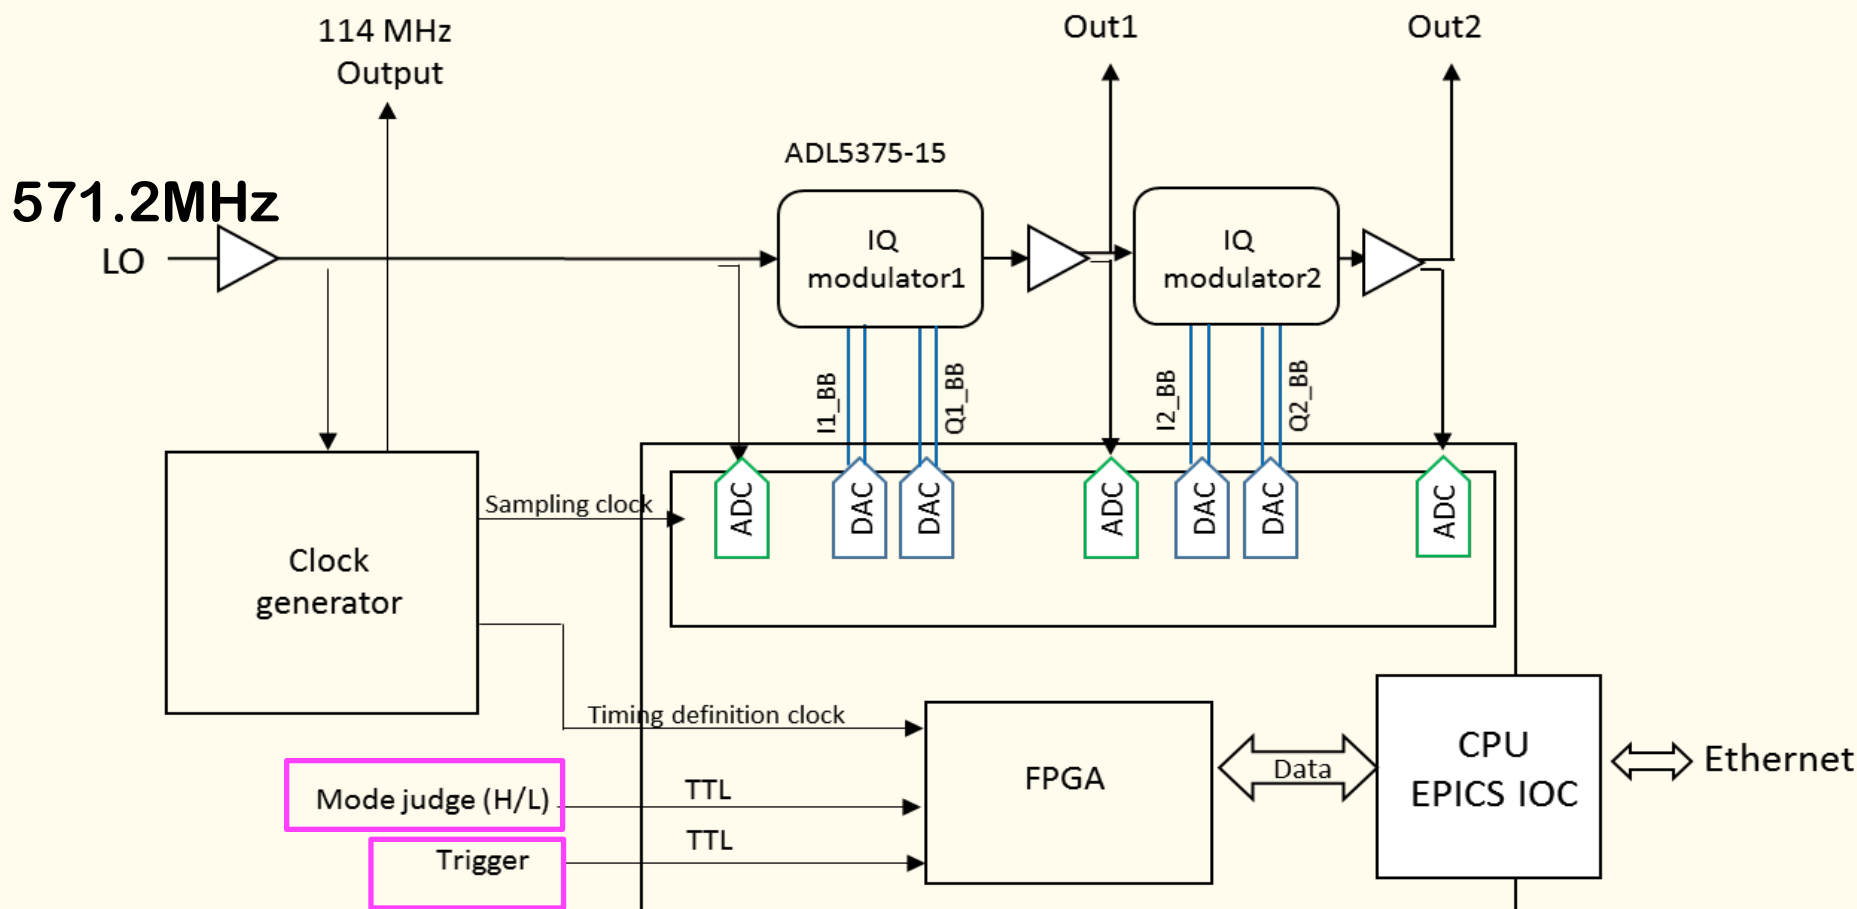 114 MHz
Output
Out1
Out2
ADL5375-15
571.2MHz
LO
IQ
modulator1
IQ
modulator2
I1_BB
Q1_BB
I2_BB
Q2_BB
ADC
DAC
DAC
ADC
DAC
DAC
ADC
Sampling clock
Clock
generator
Timing definition clock
Mode judge (H/L)
TTL
Trigger
TTL
FPGA
Data
CPU
EPICS IOC
Ethernet